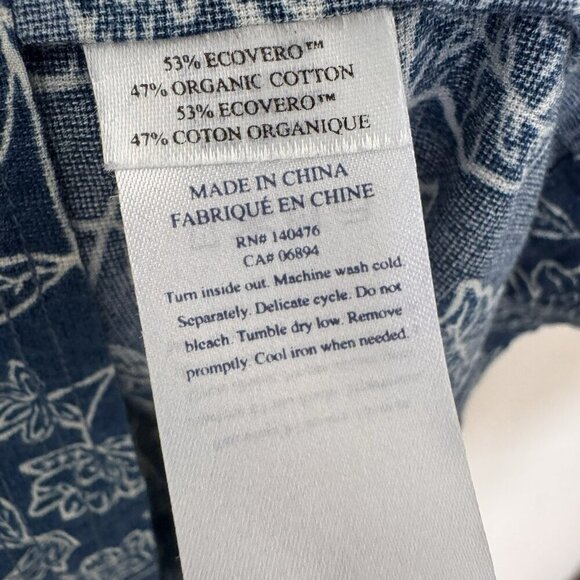 53% ECOVERO™
47% ORGANIC COTTON
53% ECOVERO™
47% COTON ORGANIQUE
MADE IN CHINA
FABRIQUÉ EN CHINE
RN# 140476
CA# 06894
Turn inside out. Machine wash cold.
Separately. Delicate cycle. Do not
bleach. Tumble dry low. Remove
promptly. Cool iron when needed.